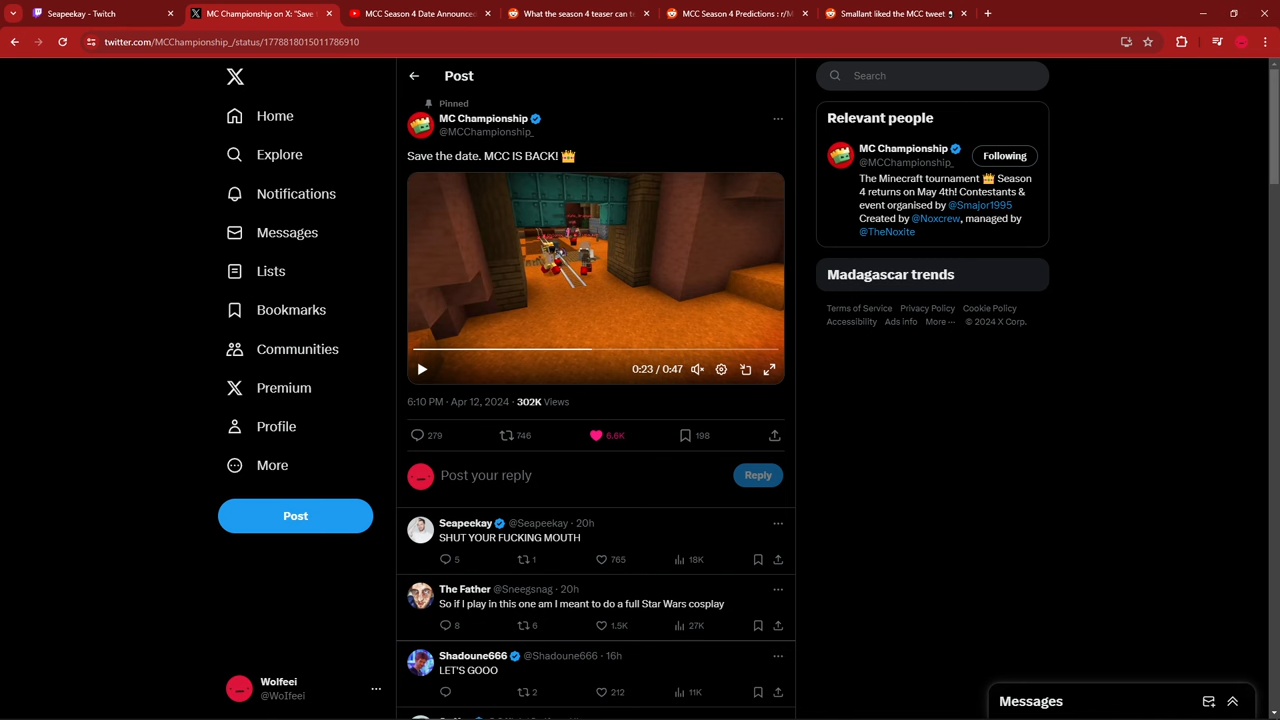 Seapeekay - Twitch
MC Championship on X: "Save t
MCC Season 4 Date Announced
What the season 4 teaser can te
MCC Season 4 Predictions : r/M
Smallant liked the MCC tweet
twitter.com/MCChampionship_/status/1778818015011786910
Home
Explore
Notifications
Messages
Lists
Bookmarks
Communities
Premium
Profile
More
Post
Wolfeei
@WoIfeei
Post
Pinned
MC Championship
@MCChampionship_
Save the date. MCC IS BACK! 👑
0:23 / 0:47
6:10 PM · Apr 12, 2024 · 302K Views
279 746 6.6K 198
Post your reply
Reply
Seapeekay @Seapeekay · 20h
SHUT YOUR FUCKING MOUTH
5 1 765 18K
The Father @Sneegsnag · 20h
So if I play in this one am I meant to do a full Star Wars cosplay
8 6 1.5K 27K
Shadoune666 @Shadoune666 · 16h
LET'S GOOO
2 212 11K
Search
Relevant people
MC Championship
@MCChampionship_
Following
The Minecraft tournament 👑 Season
4 returns on May 4th! Contestants &
event organised by @Smajor1995
Created by @Noxcrew, managed by
@TheNoxite
Madagascar trends
Terms of Service Privacy Policy Cookie Policy
Accessibility Ads info More ··· © 2024 X Corp.
Messages